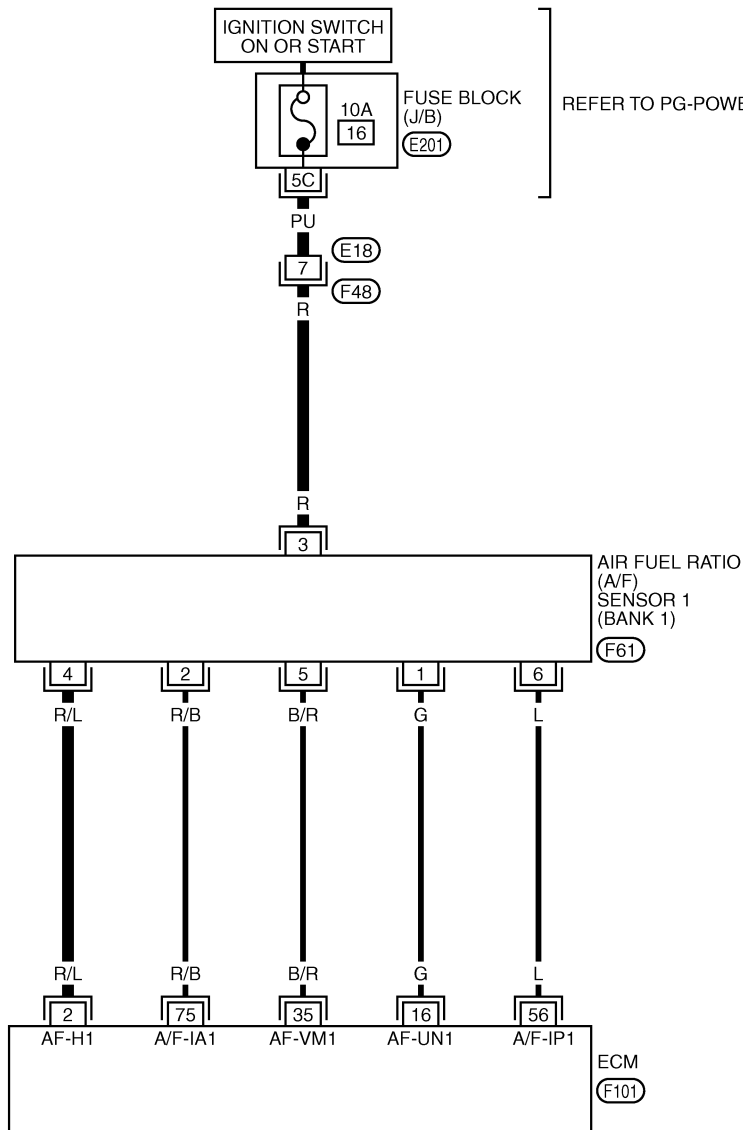 IGNITION SWITCH
ON OR START
FUSE BLOCK
(J/B)
E201
10A
16
REFER TO PG-POWE
5C
PU
E18
7
F48
R
R
3
AIR FUEL RATIO
(A/F)
SENSOR 1
(BANK 1)
F61
4 2 5 1 6
R/L R/B B/R G L
R/L R/B B/R G L
2 75 35 16 56
AF-H1 A/F-IA1 AF-VM1 AF-UN1 A/F-IP1
ECM
F101